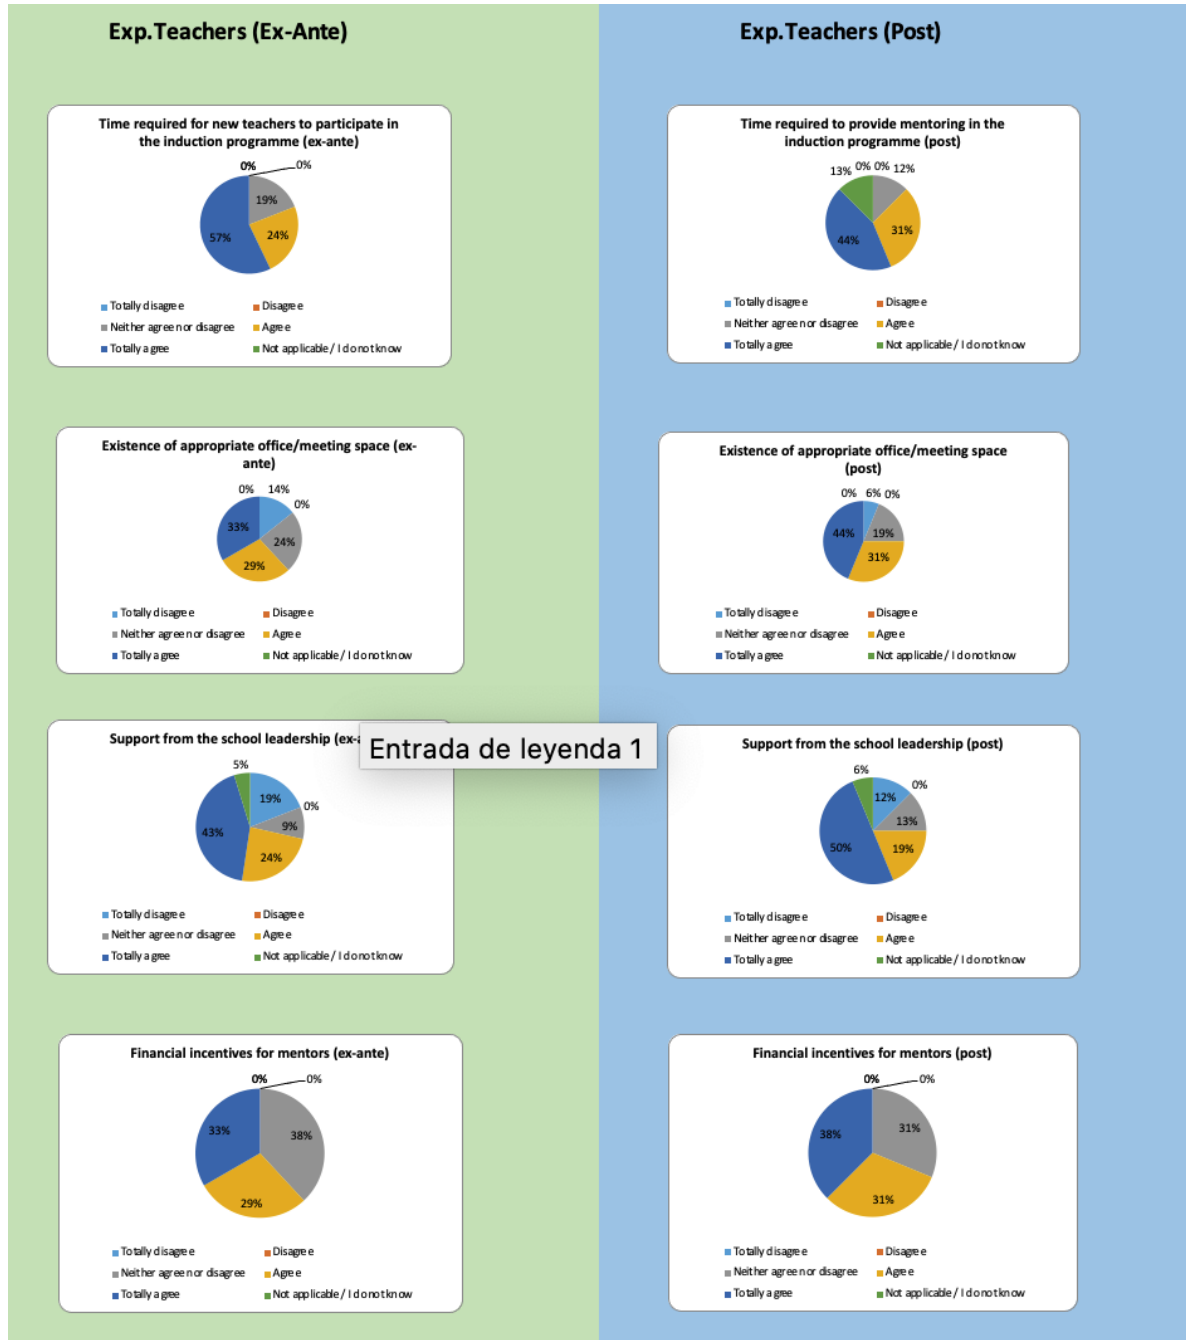 Exp.Teachers (Ex-Ante)
Time required for new teachers to participate in
the induction programme (ex-ante)
0%
0%
19%
24%
57%
Totally disagree
Disagree
Neither agree nor disagree
Agree
Totally agree
Not applicable / I do not know
Existence of appropriate office/meeting space (ex-
ante)
0%
14%
0%
33%
24%
29%
Totally disagree
Disagree
Neither agree nor disagree
Agree
Totally agree
Not applicable / I do not know
Support from the school leadership (ex-a
5%
19%
0%
9%
43%
24%
Totally disagree
Disagree
Neither agree nor disagree
Agree
Totally agree
Not applicable / I do not know
Financial incentives for mentors (ex-ante)
0%
0%
33%
38%
29%
Totally disagree
Disagree
Neither agree nor disagree
Agree
Totally agree
Not applicable / I do not know
Entrada de leyenda 1
Exp.Teachers (Post)
Time required to provide mentoring in the
induction programme (post)
13%
0%
0%
12%
31%
44%
Totally disagree
Disagree
Neither agree nor disagree
Agree
Totally agree
Not applicable / I do not know
Existence of appropriate office/meeting space
(post)
0%
6%
0%
44%
19%
31%
Totally disagree
Disagree
Neither agree nor disagree
Agree
Totally agree
Not applicable / I do not know
Support from the school leadership (post)
6%
12%
0%
13%
50%
19%
Totally disagree
Disagree
Neither agree nor disagree
Agree
Totally agree
Not applicable / I do not know
Financial incentives for mentors (post)
0%
0%
38%
31%
31%
Totally disagree
Disagree
Neither agree nor disagree
Agree
Totally agree
Not applicable / I do not know